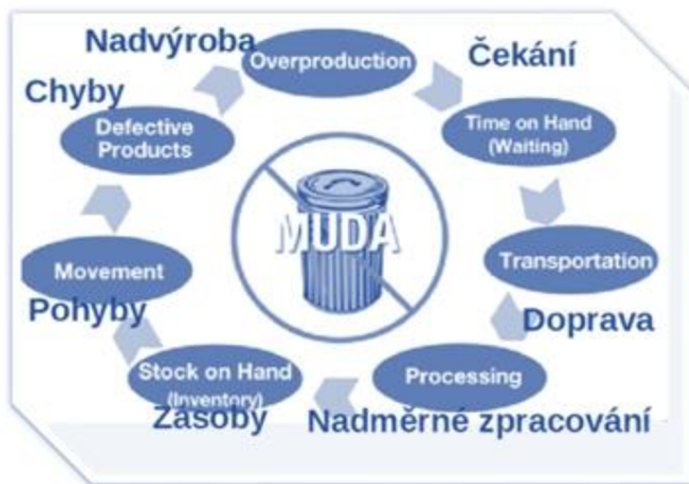 Nadvýroba
Overproduction
Čekání
Time on Hand
(Waiting)
Transportation
Doprava
Processing
Nadměrné zpracování
Stock on Hand
(Inventory)
Zásoby
Movement
Pohyby
Chyby
Defective
Products
MUDA